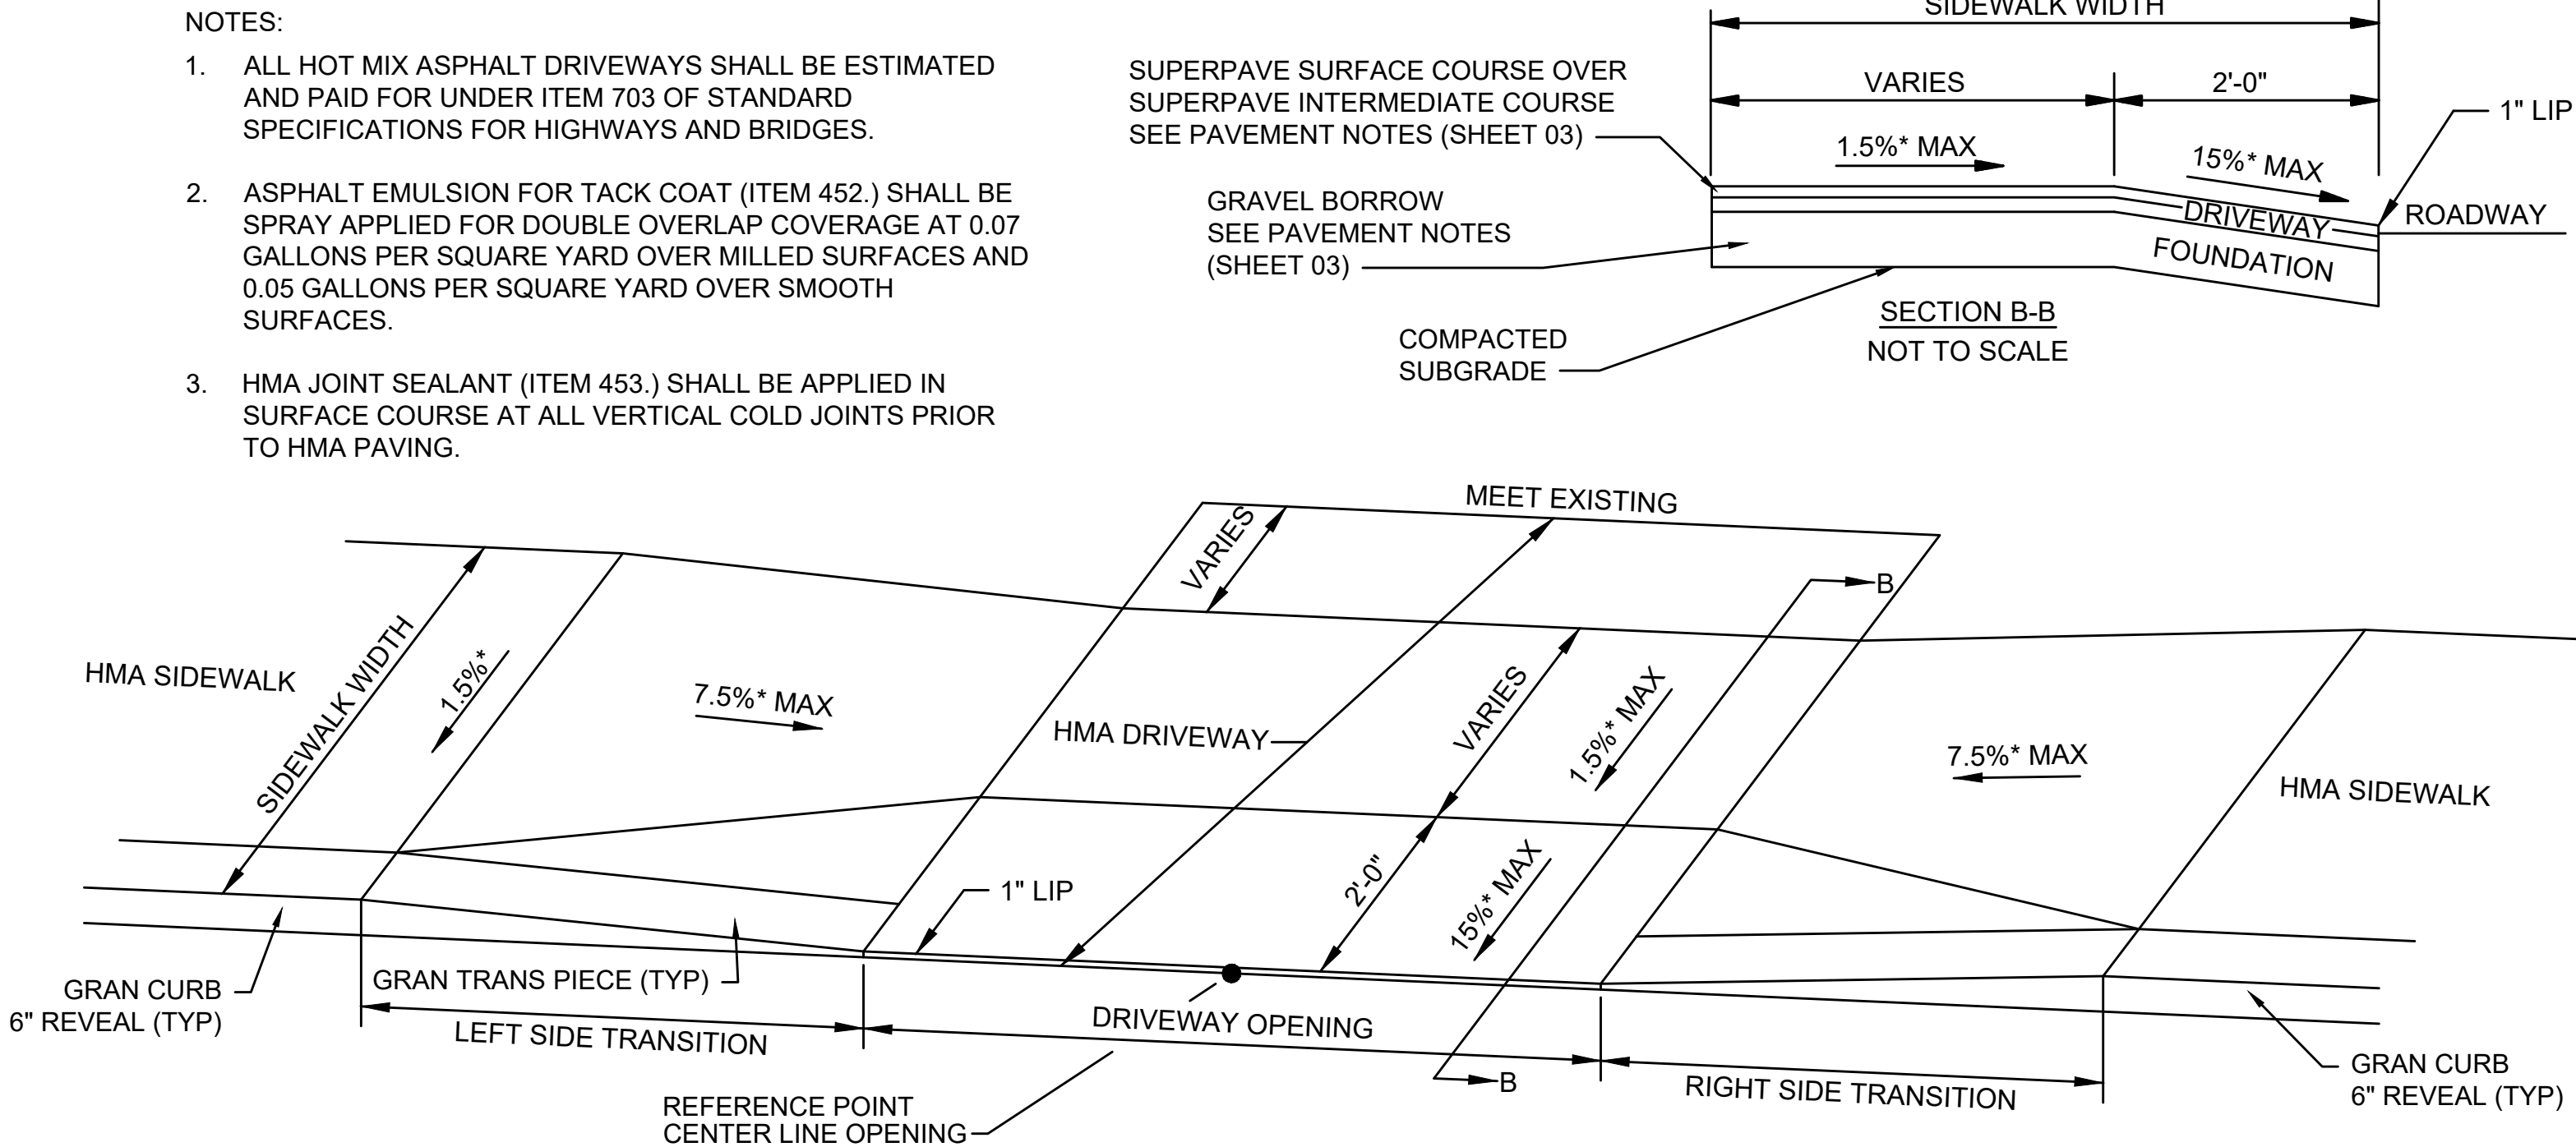 NOTES:
1. ALL HOT MIX ASPHALT DRIVEWAYS SHALL BE ESTIMATED
AND PAID FOR UNDER ITEM 703 OF STANDARD
SPECIFICATIONS FOR HIGHWAYS AND BRIDGES.
2. ASPHALT EMULSION FOR TACK COAT (ITEM 452.) SHALL BE
SPRAY APPLIED FOR DOUBLE OVERLAP COVERAGE AT 0.07
GALLONS PER SQUARE YARD OVER MILLED SURFACES AND
0.05 GALLONS PER SQUARE YARD OVER SMOOTH
SURFACES.
3. HMA JOINT SEALANT (ITEM 453.) SHALL BE APPLIED IN
SURFACE COURSE AT ALL VERTICAL COLD JOINTS PRIOR
TO HMA PAVING.
SIDEWALK WIDTH
VARIES
2'-0"
SUPERPAVE SURFACE COURSE OVER
SUPERPAVE INTERMEDIATE COURSE
SEE PAVEMENT NOTES (SHEET 03)
1" LIP
1.5%* MAX
15%* MAX
GRAVEL BORROW
SEE PAVEMENT NOTES
(SHEET 03)
DRIVEWAY
ROADWAY
FOUNDATION
COMPACTED
SUBGRADE
SECTION B-B
NOT TO SCALE
MEET EXISTING
VARIES
B
HMA SIDEWALK
SIDEWALK WIDTH
1.5%*
7.5%* MAX
HMA DRIVEWAY
VARIES
1.5%* MAX
7.5%* MAX
HMA SIDEWALK
1" LIP
2'-0"
15%* MAX
GRAN CURB
6" REVEAL (TYP)
GRAN TRANS PIECE (TYP)
LEFT SIDE TRANSITION
DRIVEWAY OPENING
B
RIGHT SIDE TRANSITION
GRAN CURB
6" REVEAL (TYP)
REFERENCE POINT
CENTER LINE OPENING